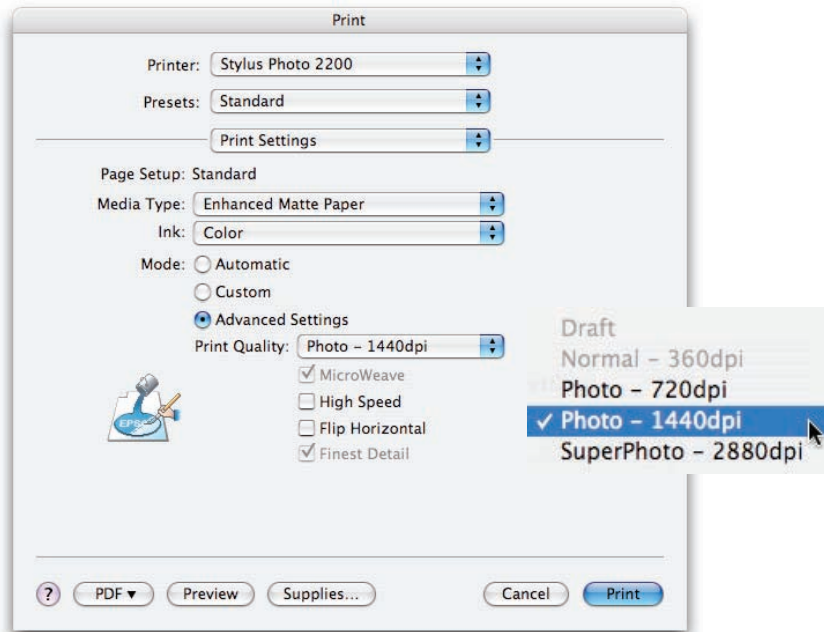 Print
Printer: Stylus Photo 2200
Presets: Standard
Print Settings
Page Setup: Standard
Media Type: Enhanced Matte Paper
Ink: Color
Mode: Automatic
Custom
Advanced Settings
Print Quality: Photo – 1440dpi
MicroWeave
High Speed
Flip Horizontal
Finest Detail
EPSO
Draft
Normal – 360dpi
Photo – 720dpi
✓ Photo – 1440dpi
SuperPhoto – 2880dpi
? PDF ▾ Preview Supplies... Cancel Print